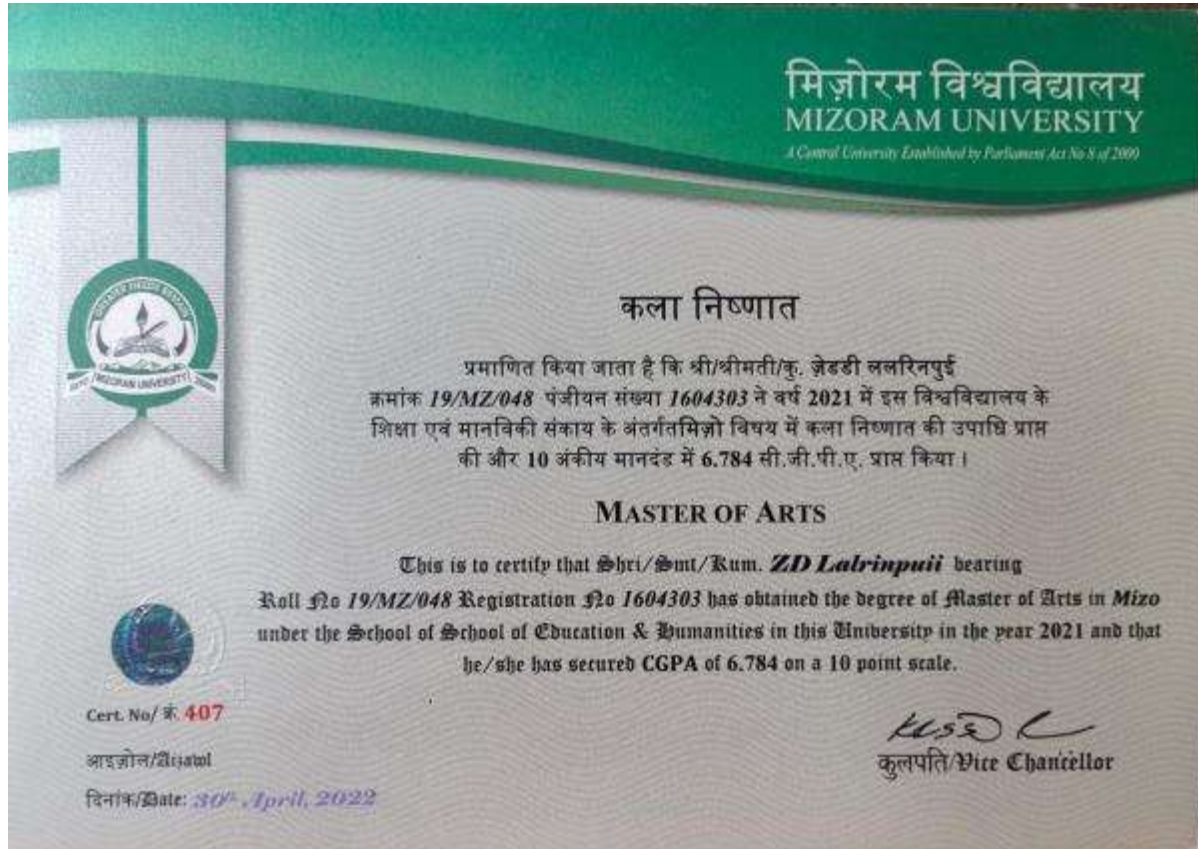 मिज़ोरम विश्वविद्यालय
MIZORAM UNIVERSITY
A Central University Established by Parliament Act No 8 of 2000
MIZORAM UNIVERSITY
कला निष्णात
प्रमाणित किया जाता है कि श्री/श्रीमती/कु. ज़ेडडी ललरिनपुई
क्रमांक 19/MZ/048 पंजीयन संख्या 1604303 ने वर्ष 2021 में इस विश्वविद्यालय के
शिक्षा एवं मानविकी संकाय के अंतर्गतमिज़ो विषय में कला निष्णात की उपाधि प्राप्त
की और 10 अंकीय मानदंड में 6.784 सी.जी.पी.ए. प्राप्त किया।
MASTER OF ARTS
This is to certify that Shri/Smt/Kum. ZD Lalrinpuii bearing
Roll No 19/MZ/048 Registration No 1604303 has obtained the degree of Master of Arts in Mizo
under the School of School of Education & Humanities in this University in the year 2021 and that
he/she has secured CGPA of 6.784 on a 10 point scale.
Cert. No/ क्रं. 407
आइज़ोल/Aizawl
दिनांक/Date: 30th April, 2022
कुलपति/Vice Chancellor